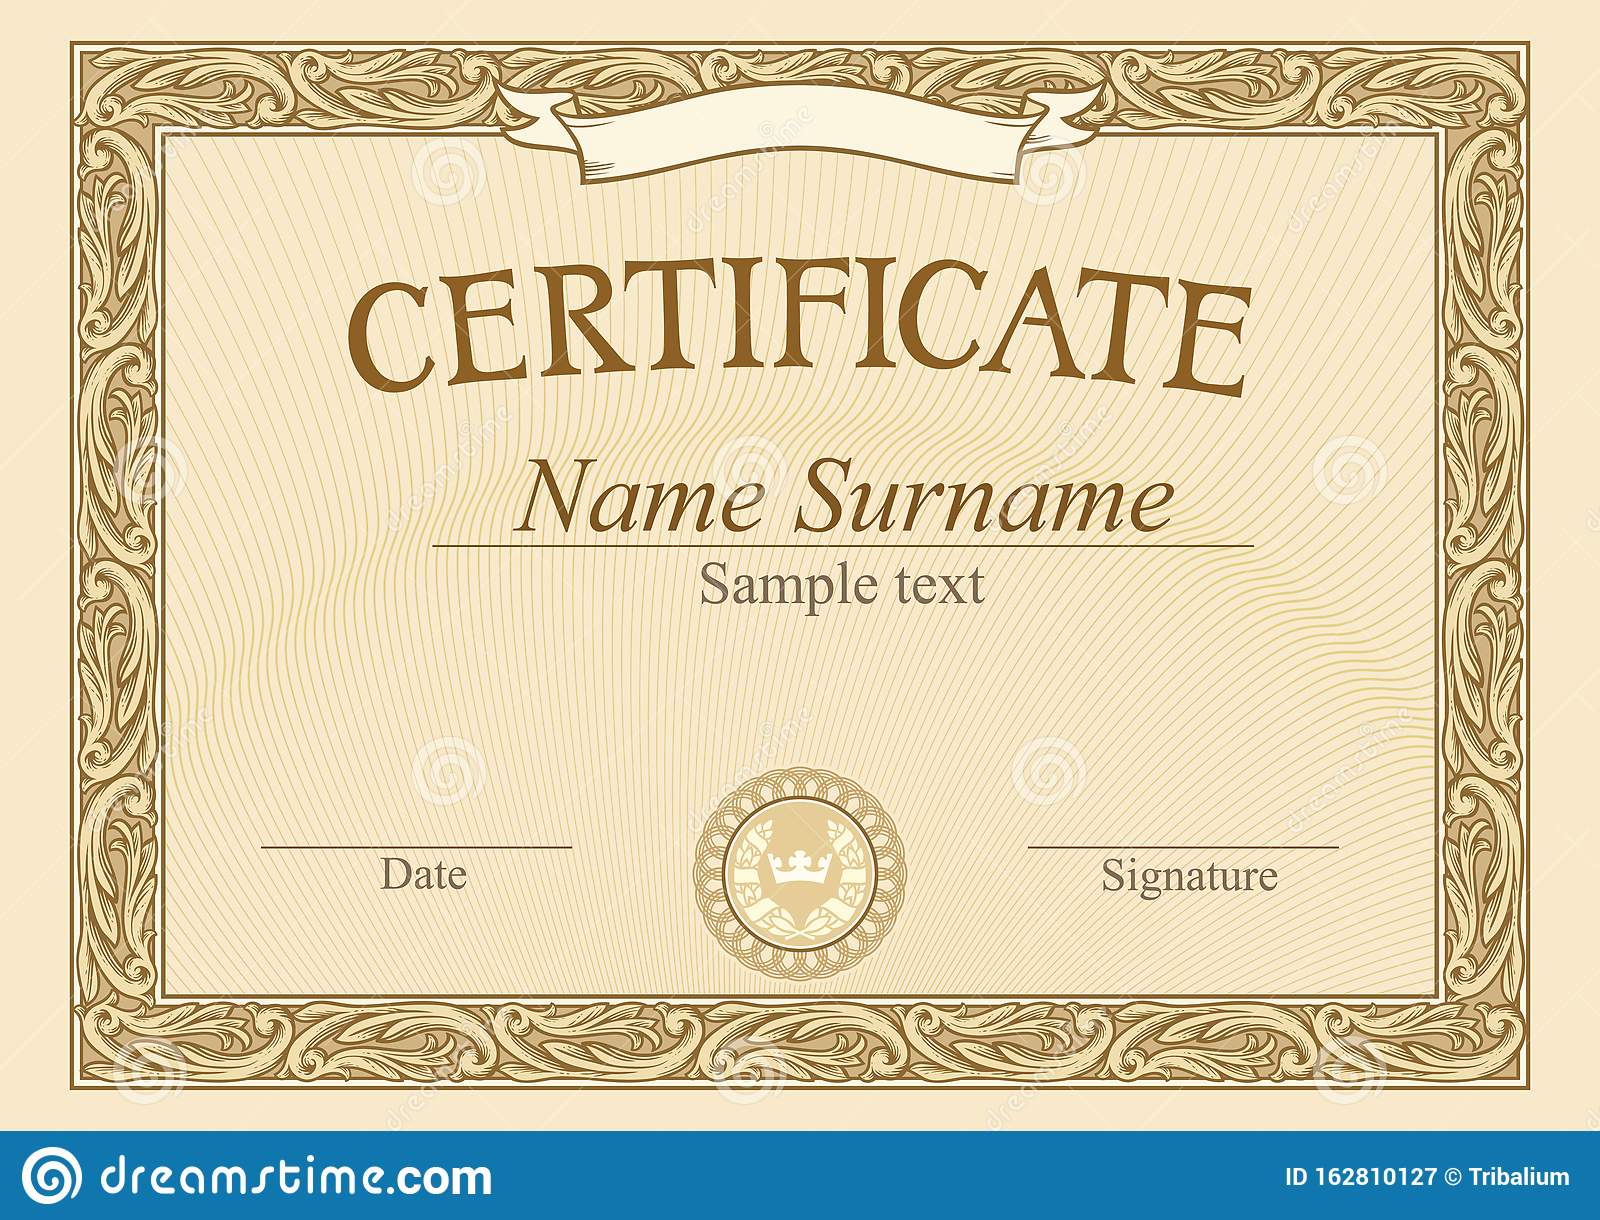 CERTIFICATE
Name Surname
Sample text
Date
Signature
dreamstime.com
ID 162810127 © Tribalium